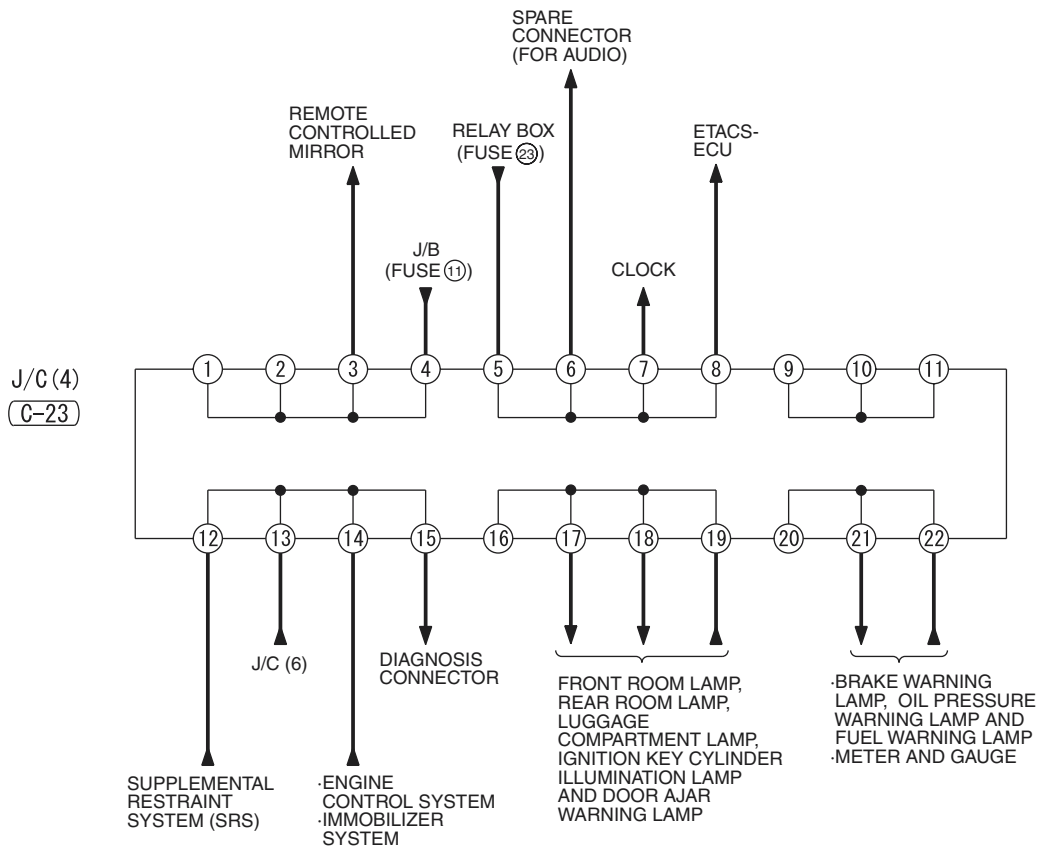 SPARE
CONNECTOR
(FOR AUDIO)
REMOTE
CONTROLLED
MIRROR
RELAY BOX
(FUSE 23)
ETACS-
ECU
J/B
(FUSE 11)
CLOCK
J/C (4)
C-23
1 2 3 4 5 6 7 8 9 10 11
12 13 14 15 16 17 18 19 20 21 22
J/C (6)
DIAGNOSIS
CONNECTOR
FRONT ROOM LAMP,
REAR ROOM LAMP,
LUGGAGE
COMPARTMENT LAMP,
IGNITION KEY CYLINDER
ILLUMINATION LAMP
AND DOOR AJAR
WARNING LAMP
·BRAKE WARNING
LAMP, OIL PRESSURE
WARNING LAMP AND
FUEL WARNING LAMP
·METER AND GAUGE
SUPPLEMENTAL
RESTRAINT
SYSTEM (SRS)
·ENGINE
CONTROL SYSTEM
·IMMOBILIZER
SYSTEM